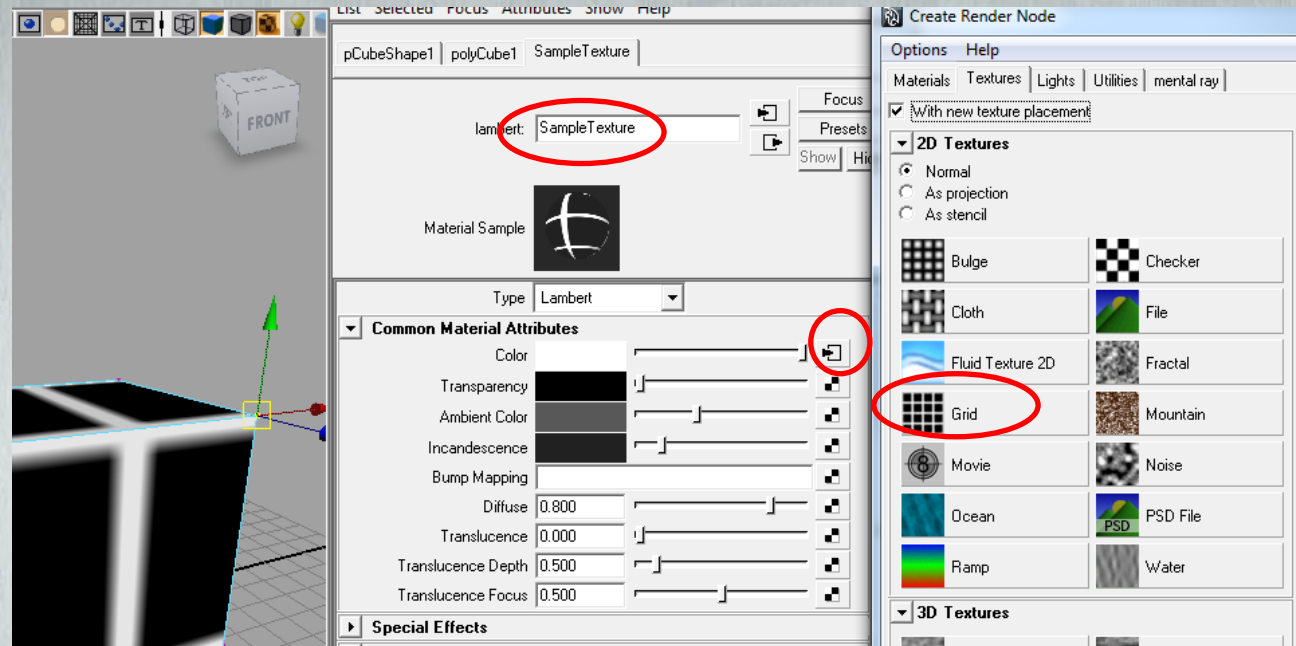 TOP
FRONT
List Selected Focus Attributes Show Help
pCubeShape1 polyCube1 SampleTexture
lambert: SampleTexture
Focus
Presets
Show
Material Sample
Type Lambert
Common Material Attributes
Color
Transparency
Ambient Color
Incandescence
Bump Mapping
Diffuse 0.800
Translucence 0.000
Translucence Depth 0.500
Translucence Focus 0.500
Special Effects
Create Render Node
Options Help
Materials Textures Lights Utilities mental ray
With new texture placement
2D Textures
Normal
As projection
As stencil
Bulge Checker
Cloth File
Fluid Texture 2D Fractal
Grid Mountain
8 Movie Noise
Ocean PSD PSD File
Ramp Water
3D Textures